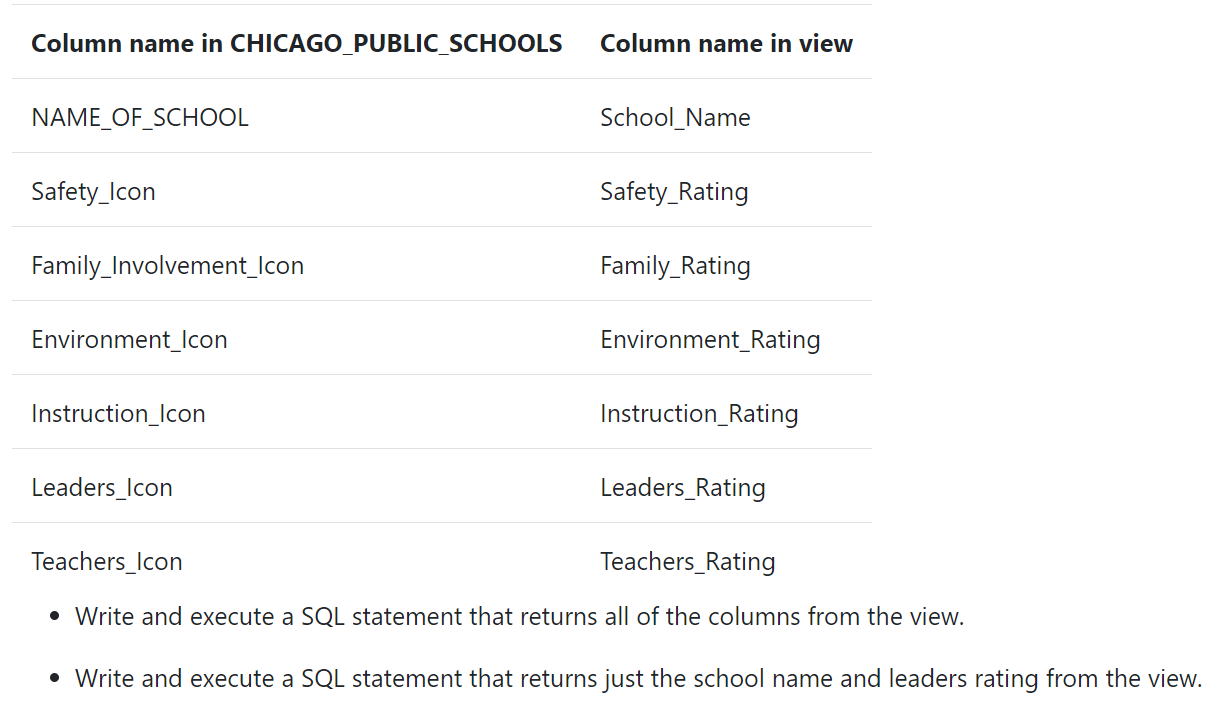 Column name in CHICAGO_PUBLIC_SCHOOLS Column name in view
NAME_OF_SCHOOL School_Name
Safety_Icon Safety_Rating
Family_Involvement_Icon Family_Rating
Environment_Icon Environment_Rating
Instruction_Icon Instruction_Rating
Leaders_Icon Leaders_Rating
Teachers_Icon Teachers_Rating
• Write and execute a SQL statement that returns all of the columns from the view.
• Write and execute a SQL statement that returns just the school name and leaders rating from the view.